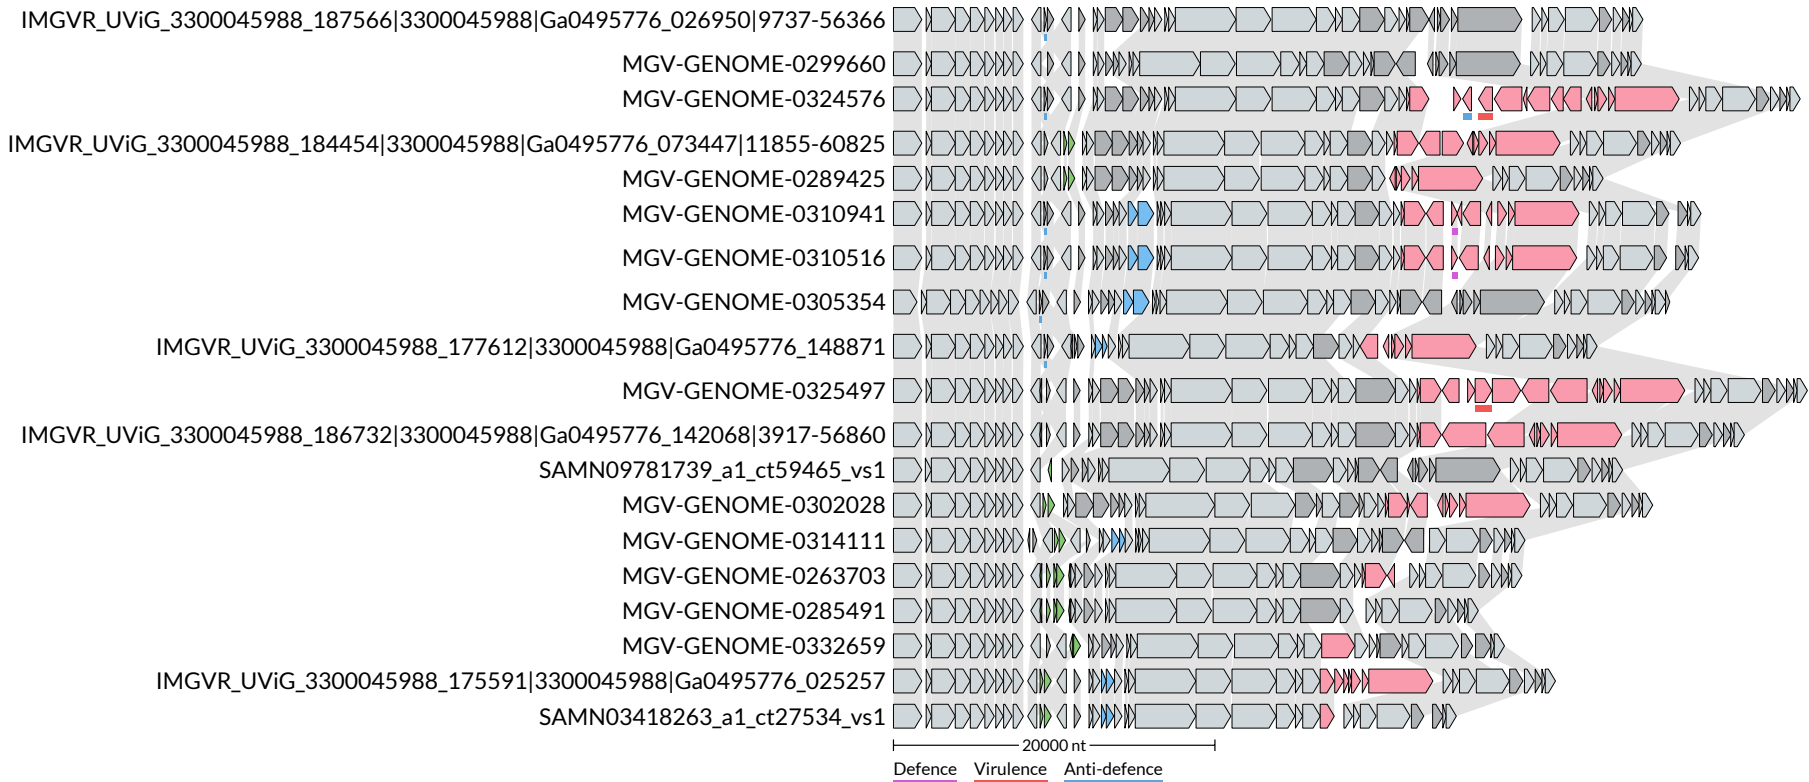 IMGVR_UViG_3300045988_187566|3300045988|Ga0495776_026950|9737-56366
MGV-GENOME-0299660
MGV-GENOME-0324576
IMGVR_UViG_3300045988_184454|3300045988|Ga0495776_073447|11855-60825
MGV-GENOME-0289425
MGV-GENOME-0310941
MGV-GENOME-0310516
MGV-GENOME-0305354
IMGVR_UViG_3300045988_177612|3300045988|Ga0495776_148871
MGV-GENOME-0325497
IMGVR_UViG_3300045988_186732|3300045988|Ga0495776_142068|3917-56860
SAMN09781739_a1_ct59465_vs1
MGV-GENOME-0302028
MGV-GENOME-0314111
MGV-GENOME-0263703
MGV-GENOME-0285491
MGV-GENOME-0332659
IMGVR_UViG_3300045988_175591|3300045988|Ga0495776_025257
SAMN03418263_a1_ct27534_vs1
20000 nt
Defence Virulence Anti-defence